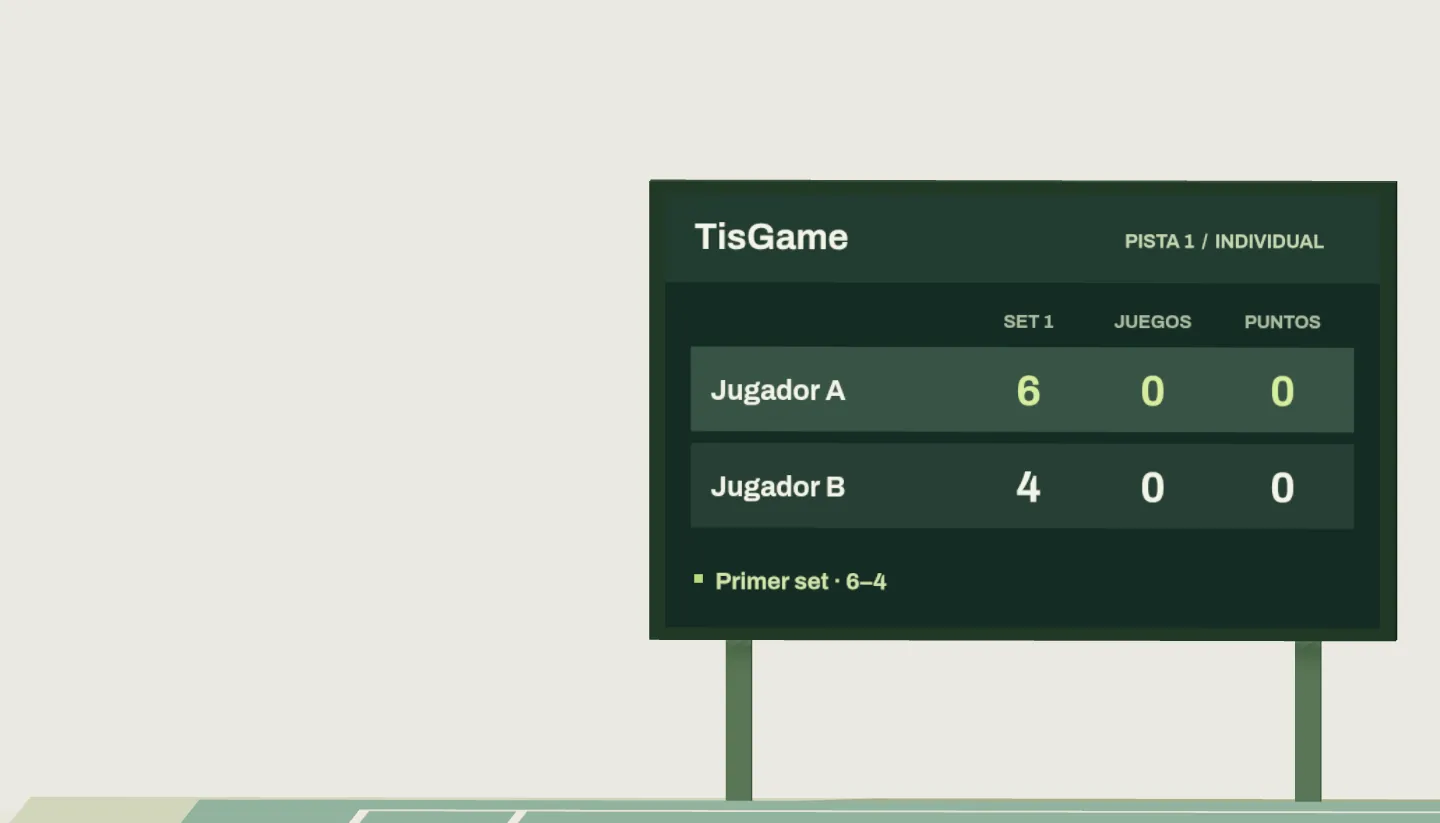 TisGame
PISTA 1 / INDIVIDUAL
SET 1 JUEGOS PUNTOS
Jugador A 6 0 0
Jugador B 4 0 0
Primer set · 6–4